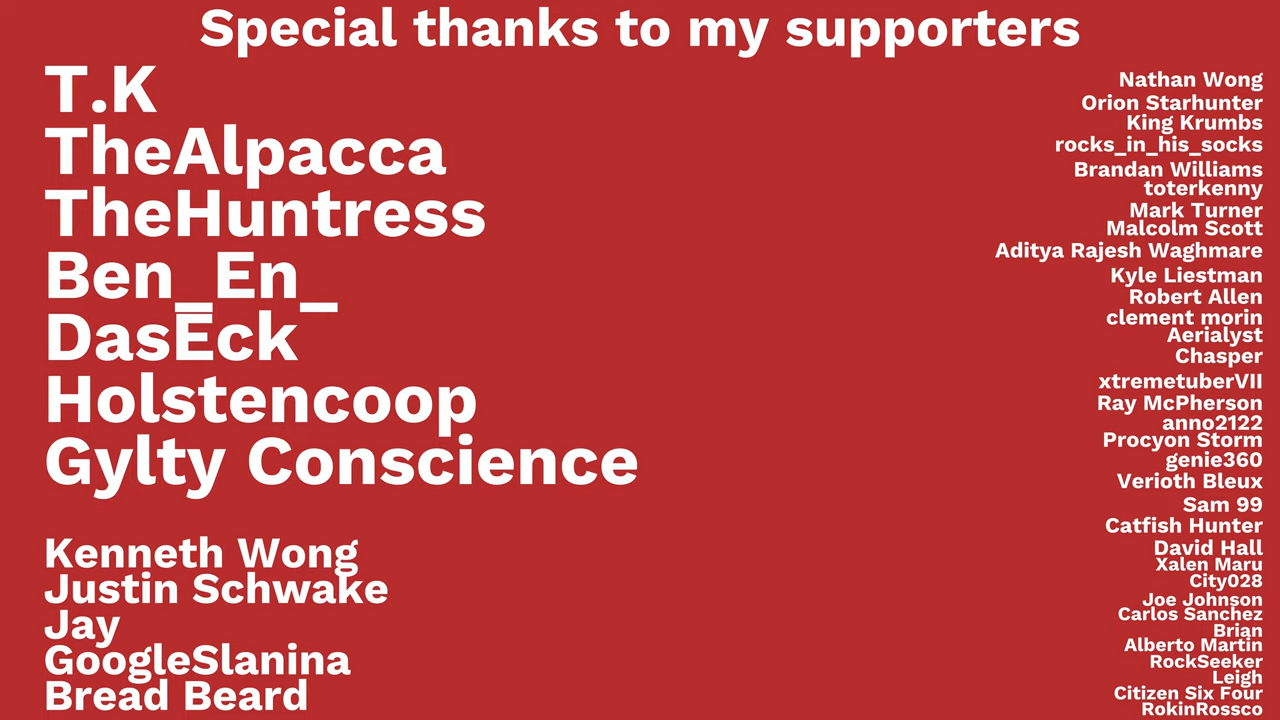 Special thanks to my supporters
T.K
TheAlpacca
TheHuntress
Ben_En_
DasEck
Holstencoop
Gylty Conscience
Kenneth Wong
Justin Schwake
Jay
GoogleSlanina
Bread Beard
Nathan Wong
Orion Starhunter
King Krumbs
rocks_in_his_socks
Brandan Williams
toterkenny
Mark Turner
Malcolm Scott
Aditya Rajesh Waghmare
Kyle Liestman
Robert Allen
clement morin
Aerialyst
Chasper
xtremetuberVII
Ray McPherson
anno2122
Procyon Storm
genie360
Verioth Bleux
Sam 99
Catfish Hunter
David Hall
Xalen Maru
City028
Joe Johnson
Carlos Sanchez
Brian
Alberto Martin
RockSeeker
Leigh
Citizen Six Four
RokinRossco